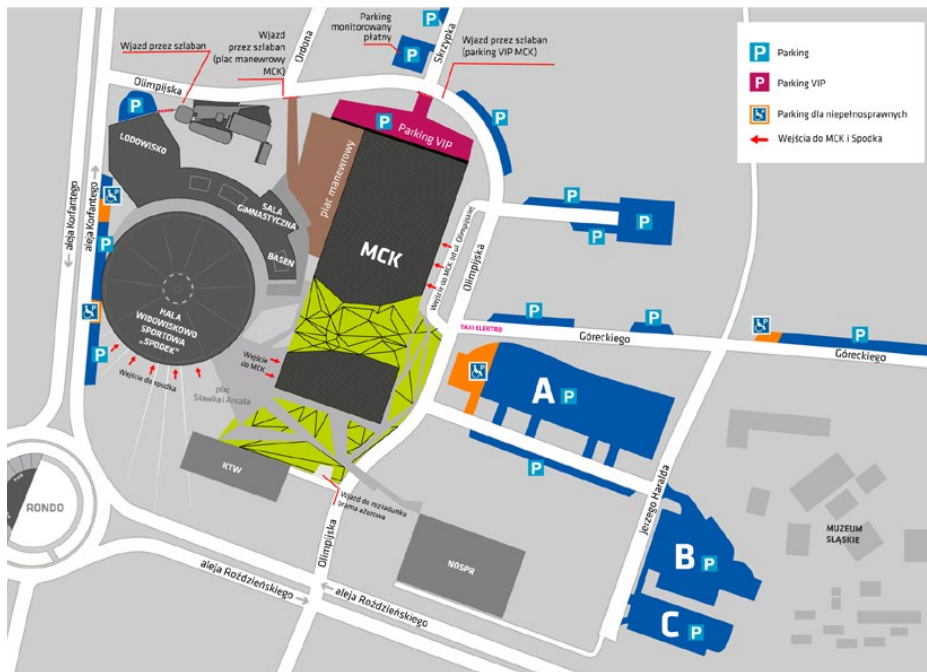 Wjazd przez szlaban
Wjazd
przez szlaban
(plac manewrowy
MCK)
Ordona
Parking
monitorowany
płatny
P
Skrzypka
Wjazd przez szlaban
(parking VIP MCK)
P Parking
P Parking VIP
Parking dla niepełnosprawnych
Wejścia do MCK i Spodka
Olimpijska
P
P
Parking VIP
P
LODOWISKO
SALA
GIMNASTYCZNA
BASEN
plac manewrowy
MCK
Wejście do MCK od ul. Olimpijskiej
Olimpijska
P
P
P
aleja Korfantego
aleja Korfantego
P
P
HALA
WIDOWISKOWO
SPORTOWA
„SPODEK"
Wejście do spodka
Wejścia
do MCK
plac
Sławika i Antalla
TAXI ELEKTRO
P
P
Góreckiego
P
Góreckiego
A P
P
KTW
Wjazd do rozładunku
brama ażurowa
Olimpijska
NOSPR
jerzego Haralda
B P
C P
MUZEUM
ŚLĄSKIE
RONDO
aleja Roździeńskiego
aleja Roździeńskiego